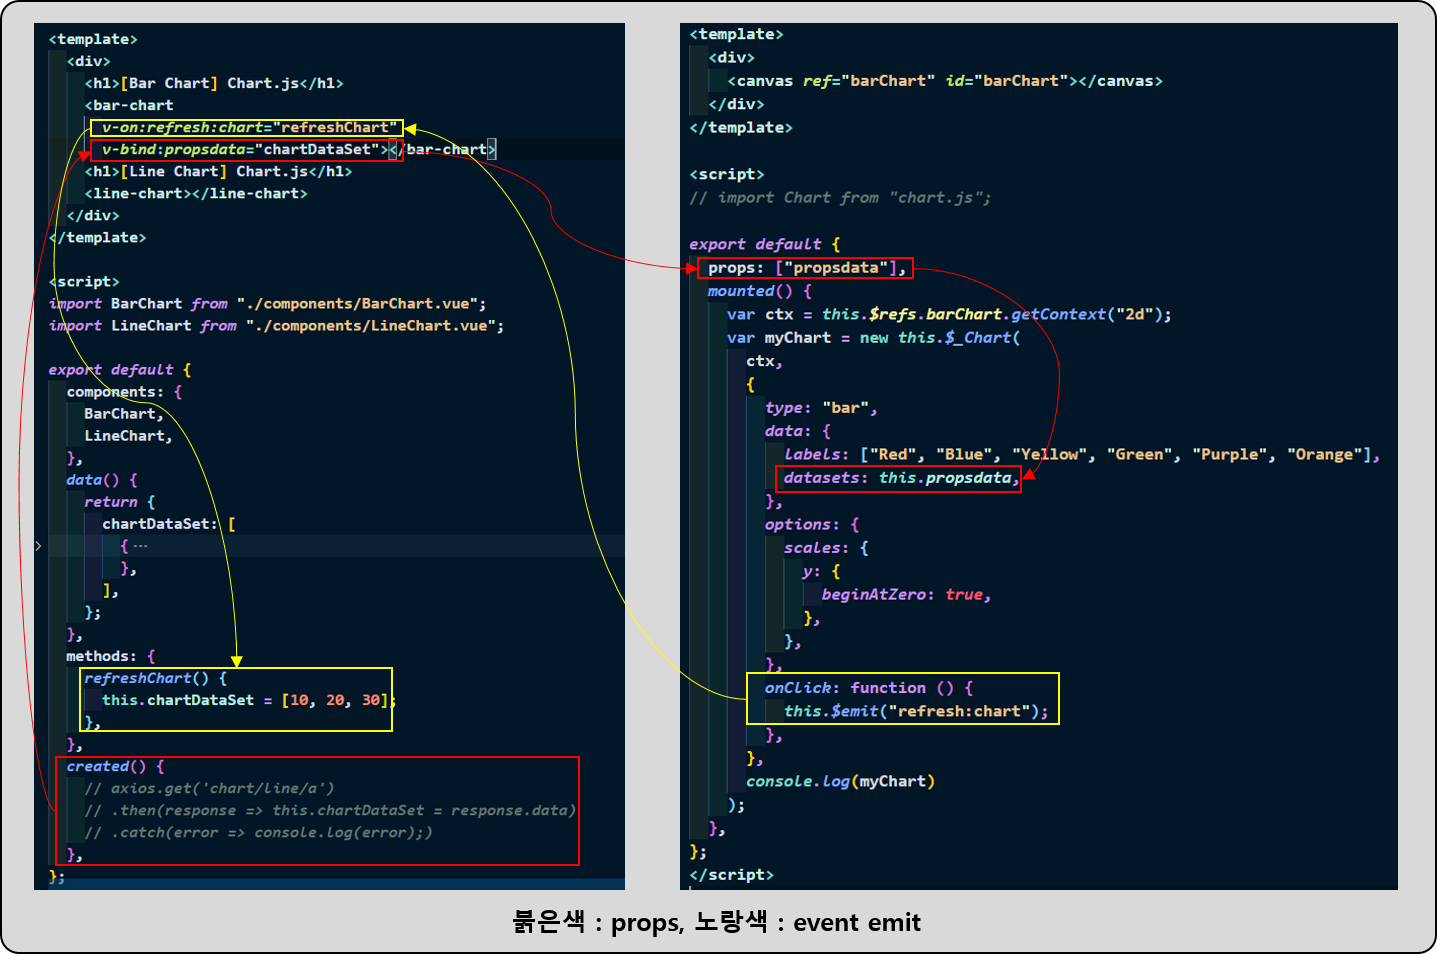 <template>
<div>
<h1>[Bar Chart] Chart.js</h1>
<bar-chart
v-on:refresh:chart="refreshChart"
v-bind:propsdata="chartDataSet"></bar-chart>
<h1>[Line Chart] Chart.js</h1>
<line-chart></line-chart>
</div>
</template>
<script>
import BarChart from "./components/BarChart.vue";
import LineChart from "./components/LineChart.vue";
export default {
components: {
BarChart,
LineChart,
},
data() {
return {
chartDataSet: [
{ ···
},
],
};
},
methods: {
refreshChart() {
this.chartDataSet = [10, 20, 30];
},
},
created() {
// axios.get('chart/line/a')
// .then(response => this.chartDataSet = response.data)
// .catch(error => console.log(error);)
},
};
<template>
<div>
<canvas ref="barChart" id="barChart"></canvas>
</div>
</template>
<script>
// import Chart from "chart.js";
export default {
props: ["propsdata"],
mounted() {
var ctx = this.$refs.barChart.getContext("2d");
var myChart = new this.$_Chart(
ctx,
{
type: "bar",
data: {
labels: ["Red", "Blue", "Yellow", "Green", "Purple", "Orange"],
datasets: this.propsdata,
},
options: {
scales: {
y: {
beginAtZero: true,
},
},
},
onClick: function () {
this.$emit("refresh:chart");
},
},
console.log(myChart)
);
},
};
</script>
붉은색 : props, 노랑색 : event emit